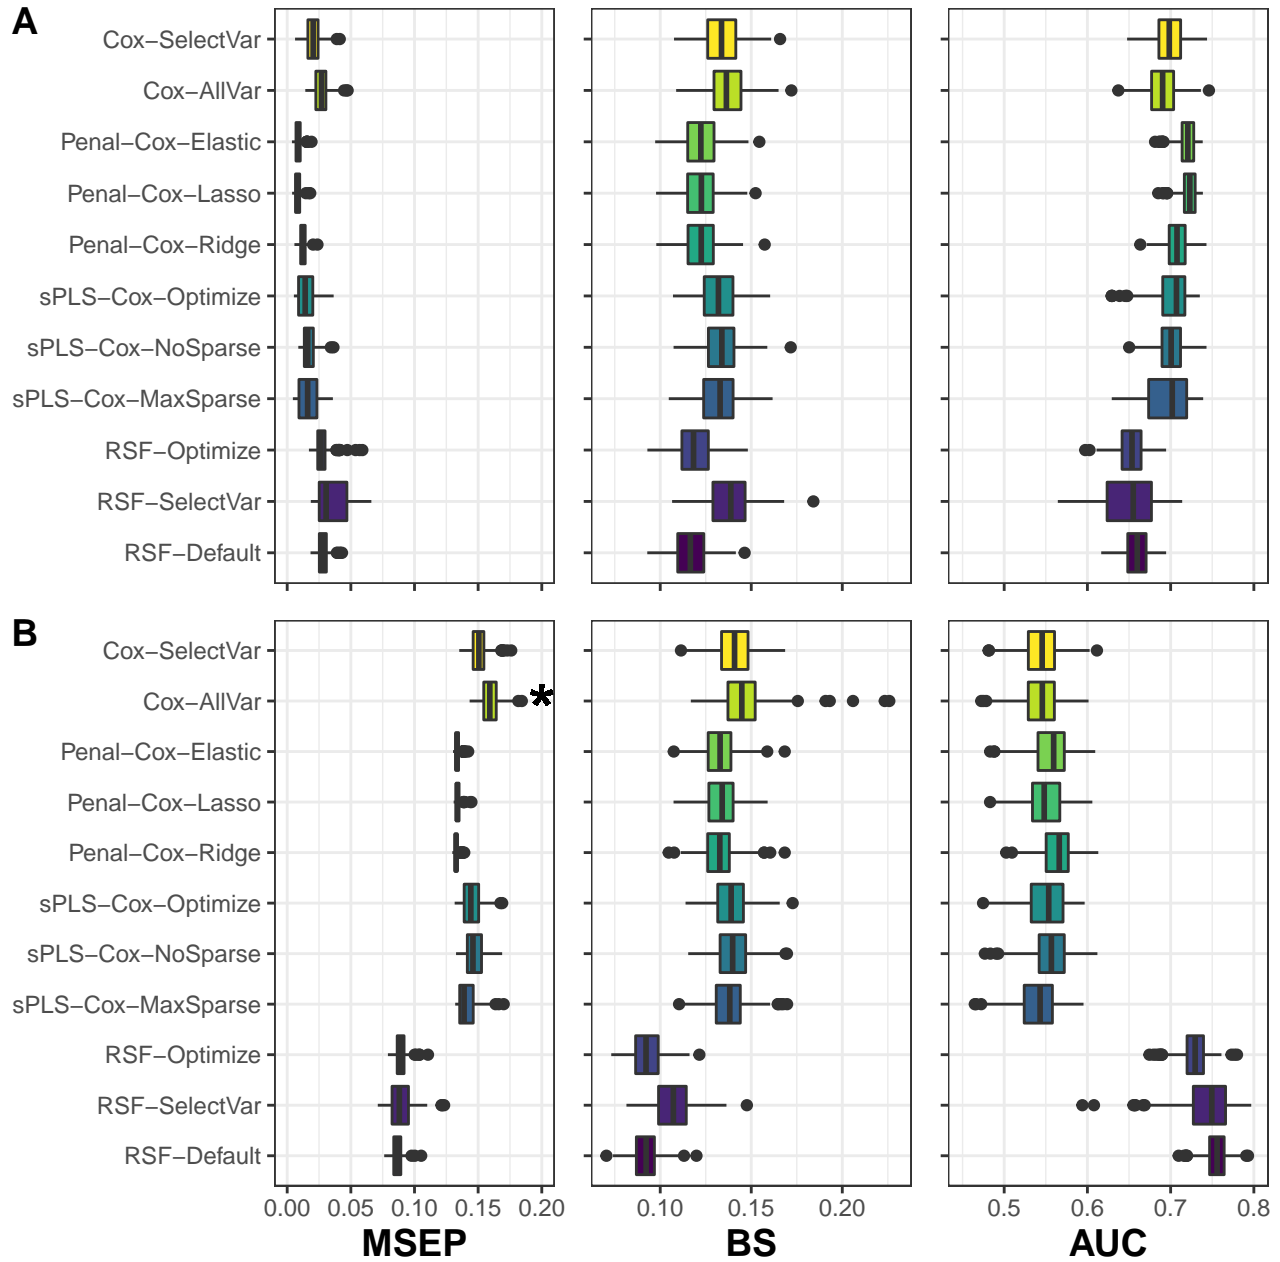 A
Cox−SelectVar
Cox−AllVar
Penal−Cox−Elastic
Penal−Cox−Lasso
Penal−Cox−Ridge
sPLS−Cox−Optimize
sPLS−Cox−NoSparse
sPLS−Cox−MaxSparse
RSF−Optimize
RSF−SelectVar
RSF−Default
B
Cox−SelectVar
Cox−AllVar *
Penal−Cox−Elastic
Penal−Cox−Lasso
Penal−Cox−Ridge
sPLS−Cox−Optimize
sPLS−Cox−NoSparse
sPLS−Cox−MaxSparse
RSF−Optimize
RSF−SelectVar
RSF−Default
0.00 0.05 0.10 0.15 0.20 0.10 0.15 0.20 0.5 0.6 0.7 0.8
MSEP BS AUC